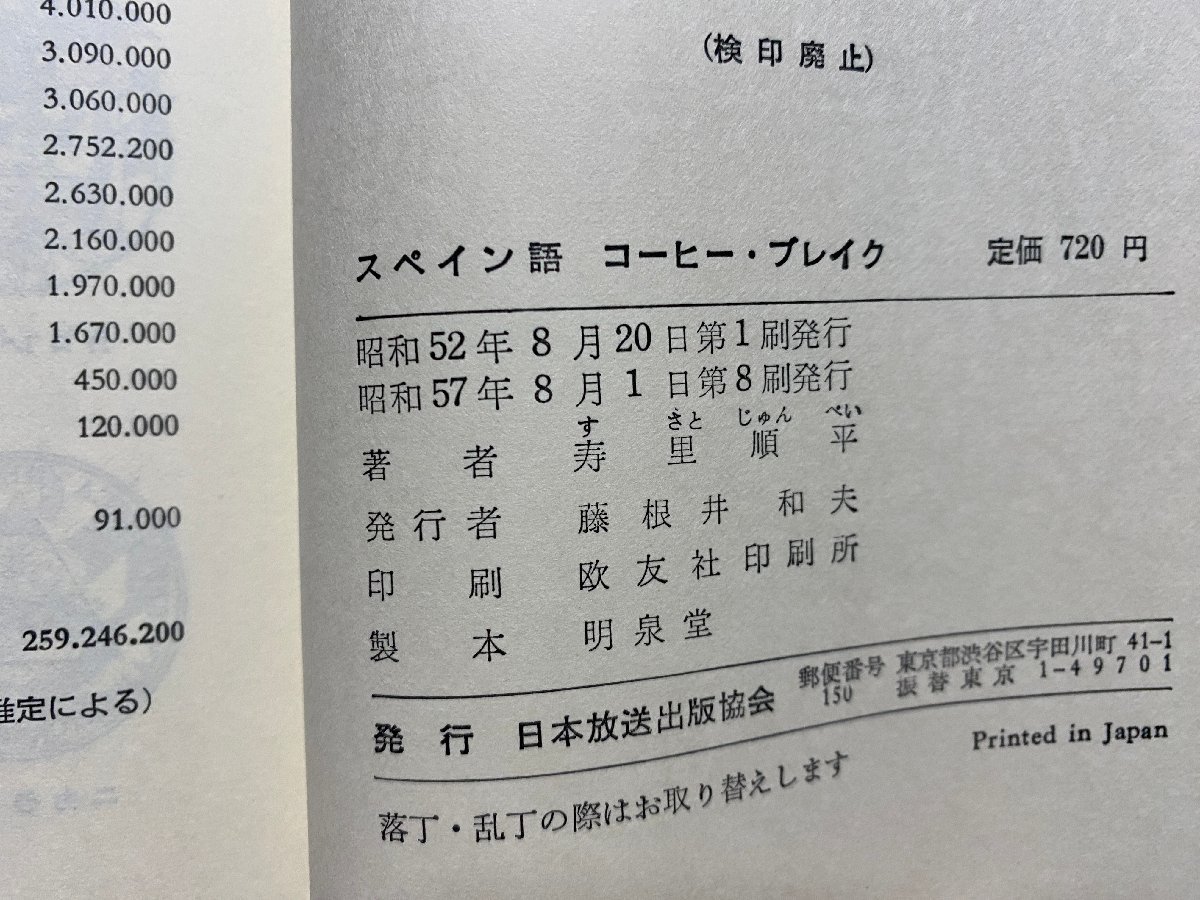 4.010.000
3.090.000
3.060.000
2.752.200
2.630.000
2.160.000
1.970.000
1.670.000
450.000
120.000
91.000
259.246.200
推定による)
(検印廃止)
スペイン語 コーヒー・ブレイク 定価 720 円
昭和52年 8 月20日第1刷発行
昭和57年 8 月 1 日第8刷発行
す さと じゅん ぺい
著者 寿里順平
発行者 藤根井和夫
印刷 欧友社印刷所
製本 明泉堂
発行 日本放送出版協会
郵便番号 東京都渋谷区宇田川町 41-1
150 振替東京 1-49701
Printed in Japan
落丁・乱丁の際はお取り替えします